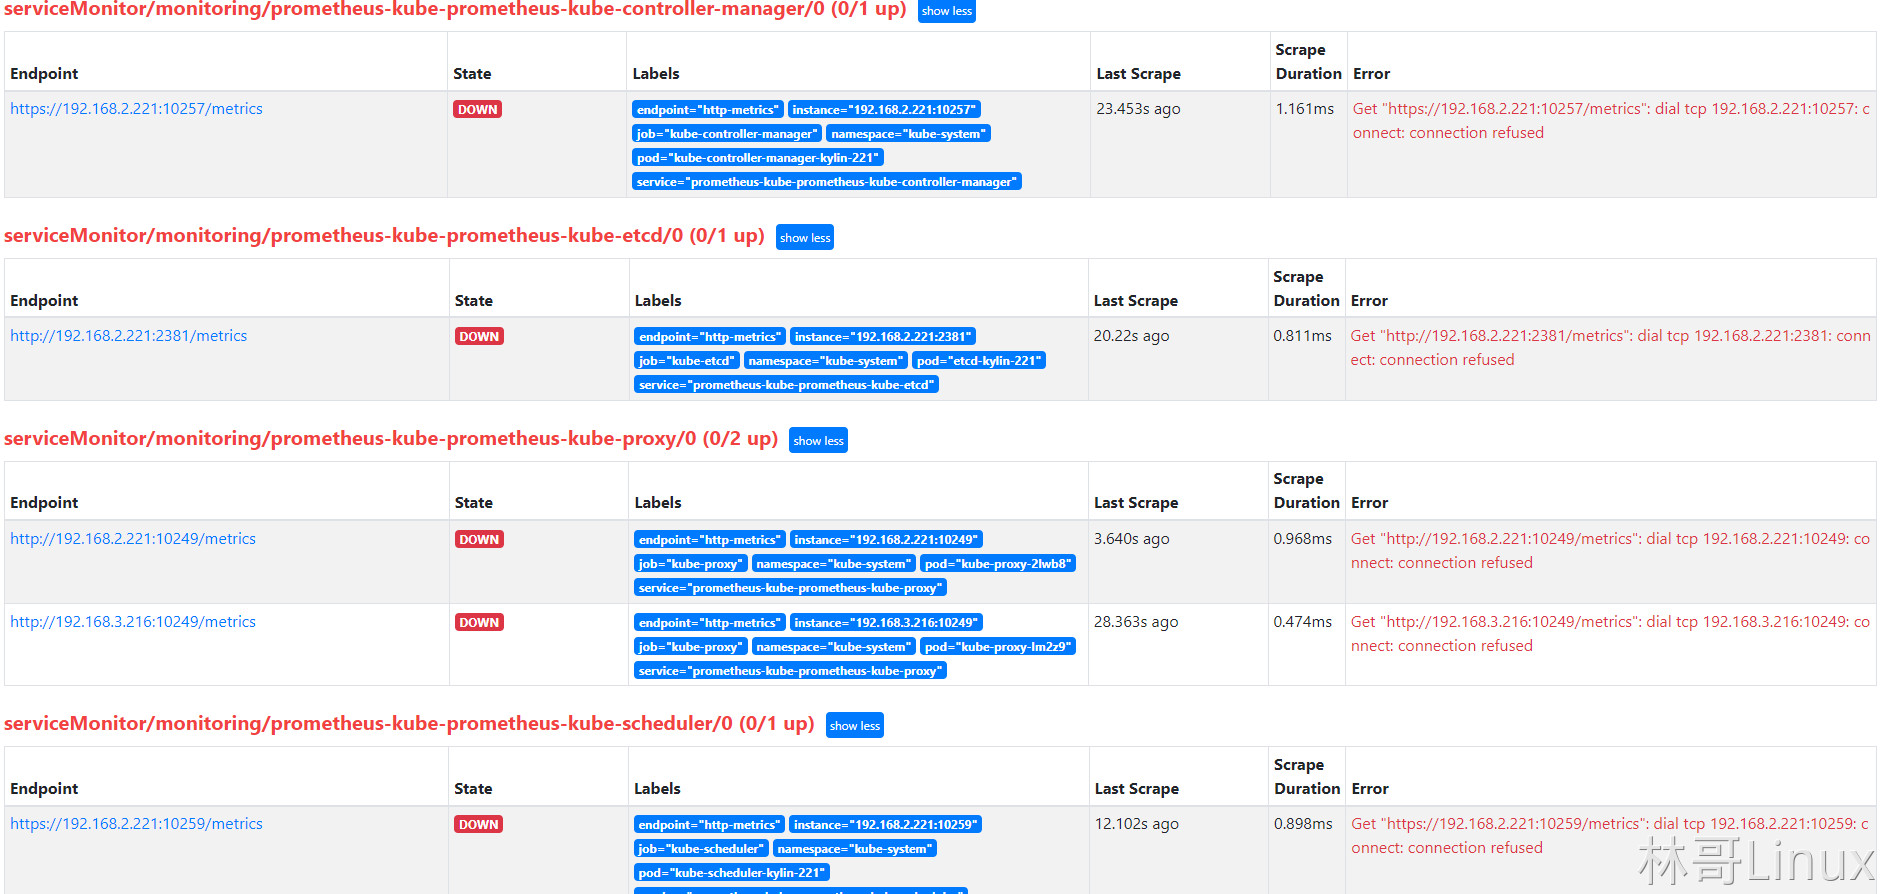 serviceMonitor/monitoring/prometheus-kube-prometheus-kube-controller-manager/0 (0/1 up) show less
Endpoint State Labels Last Scrape Scrape Duration Error
https://192.168.2.221:10257/metrics DOWN endpoint="http-metrics" instance="192.168.2.221:10257" 23.453s ago 1.161ms Get "https://192.168.2.221:10257/metrics": dial tcp 192.168.2.221:10257: c
job="kube-controller-manager" namespace="kube-system" onnect: connection refused
pod="kube-controller-manager-kylin-221"
service="prometheus-kube-prometheus-kube-controller-manager"
serviceMonitor/monitoring/prometheus-kube-prometheus-kube-etcd/0 (0/1 up) show less
Endpoint State Labels Last Scrape Scrape Duration Error
http://192.168.2.221:2381/metrics DOWN endpoint="http-metrics" instance="192.168.2.221:2381" 20.22s ago 0.811ms Get "http://192.168.2.221:2381/metrics": dial tcp 192.168.2.221:2381: conn
job="kube-etcd" namespace="kube-system" pod="etcd-kylin-221" ect: connection refused
service="prometheus-kube-prometheus-kube-etcd"
serviceMonitor/monitoring/prometheus-kube-prometheus-kube-proxy/0 (0/2 up) show less
Endpoint State Labels Last Scrape Scrape Duration Error
http://192.168.2.221:10249/metrics DOWN endpoint="http-metrics" instance="192.168.2.221:10249" 3.640s ago 0.968ms Get "http://192.168.2.221:10249/metrics": dial tcp 192.168.2.221:10249: co
job="kube-proxy" namespace="kube-system" pod="kube-proxy-2lwb8" nnect: connection refused
service="prometheus-kube-prometheus-kube-proxy"
http://192.168.3.216:10249/metrics DOWN endpoint="http-metrics" instance="192.168.3.216:10249" 28.363s ago 0.474ms Get "http://192.168.3.216:10249/metrics": dial tcp 192.168.3.216:10249: co
job="kube-proxy" namespace="kube-system" pod="kube-proxy-lm2z9" nnect: connection refused
service="prometheus-kube-prometheus-kube-proxy"
serviceMonitor/monitoring/prometheus-kube-prometheus-kube-scheduler/0 (0/1 up) show less
Endpoint State Labels Last Scrape Scrape Duration Error
https://192.168.2.221:10259/metrics DOWN endpoint="http-metrics" instance="192.168.2.221:10259" 12.102s ago 0.898ms Get "https://192.168.2.221:10259/metrics": dial tcp 192.168.2.221:10259: c
job="kube-scheduler" namespace="kube-system" onnect: connection refused
pod="kube-scheduler-kylin-221"
林哥Linux